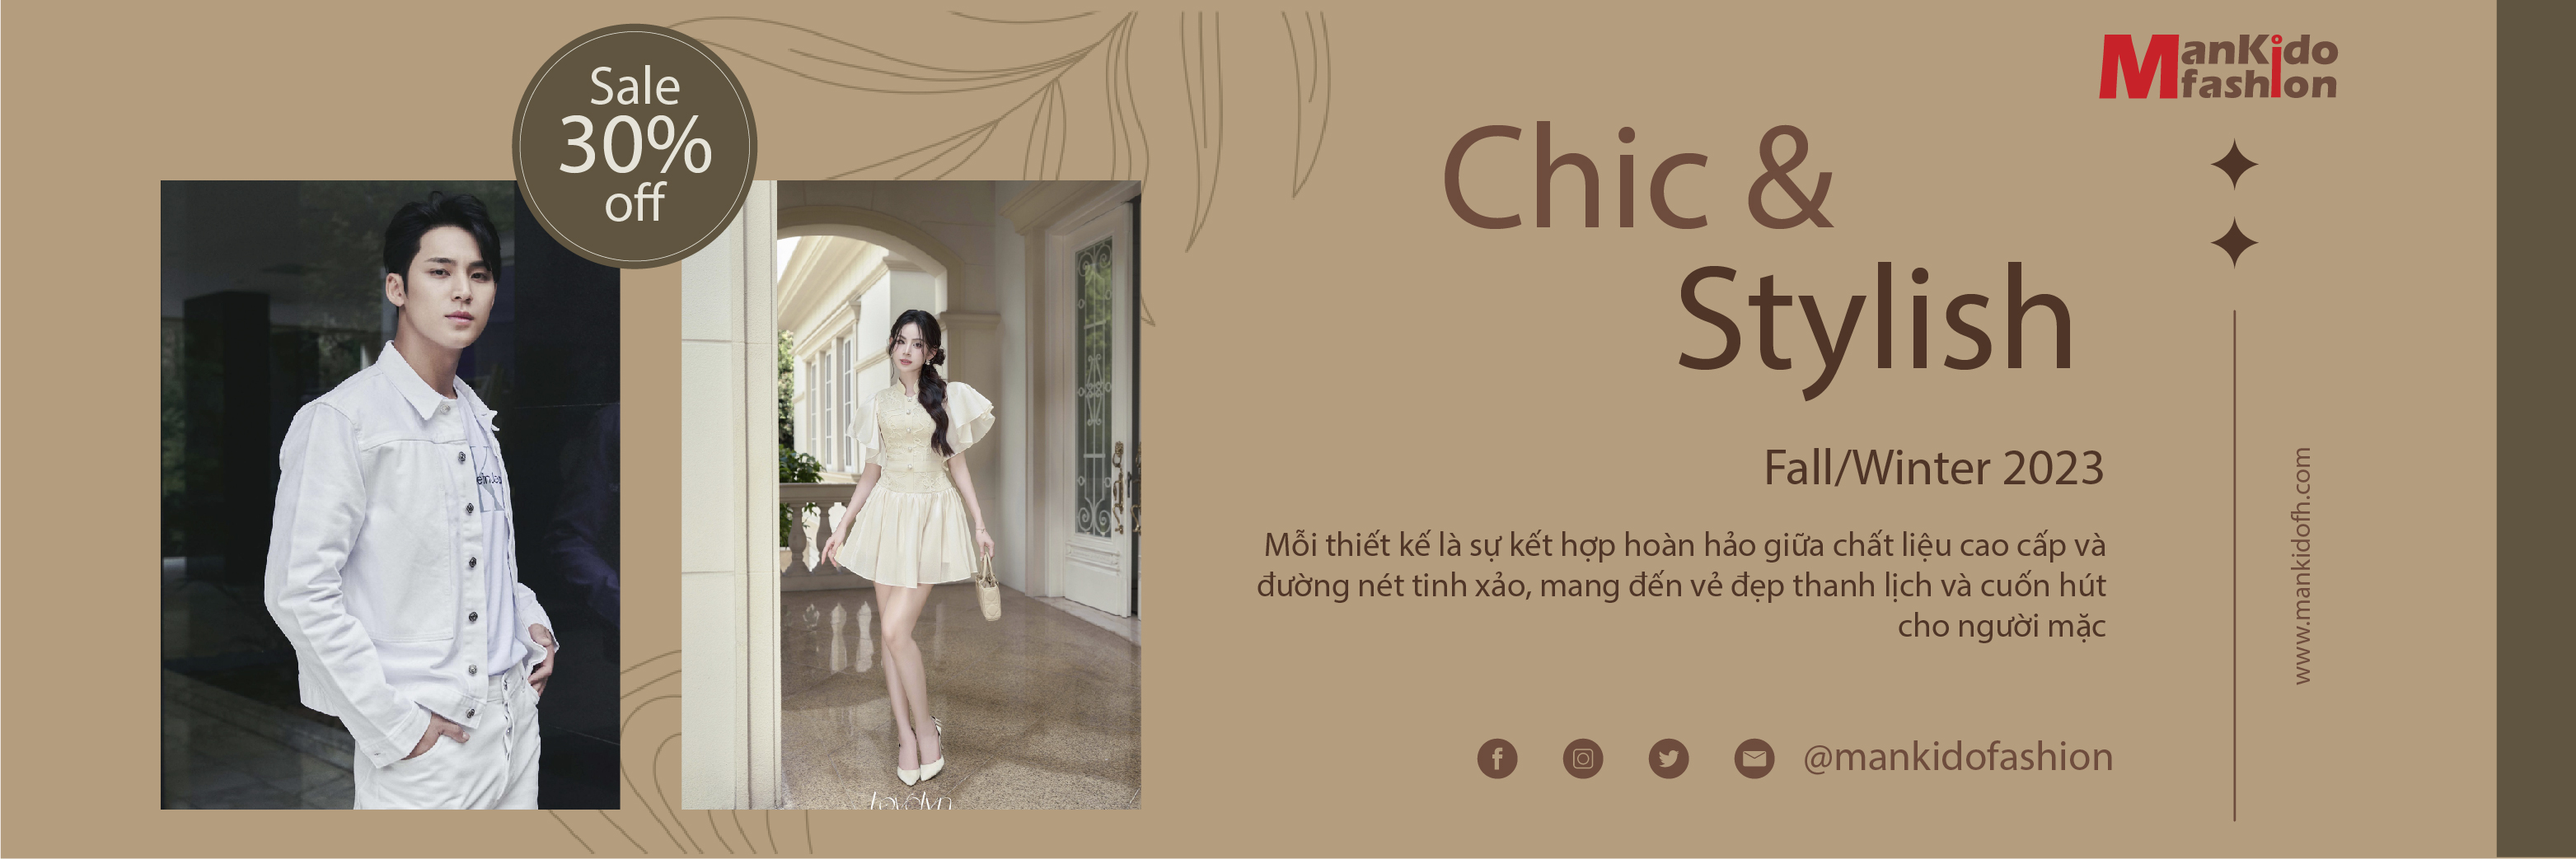 Sale
30%
off
ManKido
fashion
Chic &
Stylish
Fall/Winter 2023
Mỗi thiết kế là sự kết hợp hoàn hảo giữa chất liệu cao cấp và
đường nét tinh xảo, mang đến vẻ đẹp thanh lịch và cuốn hút
cho người mặc
@mankidofashion
www.mankidofh.com